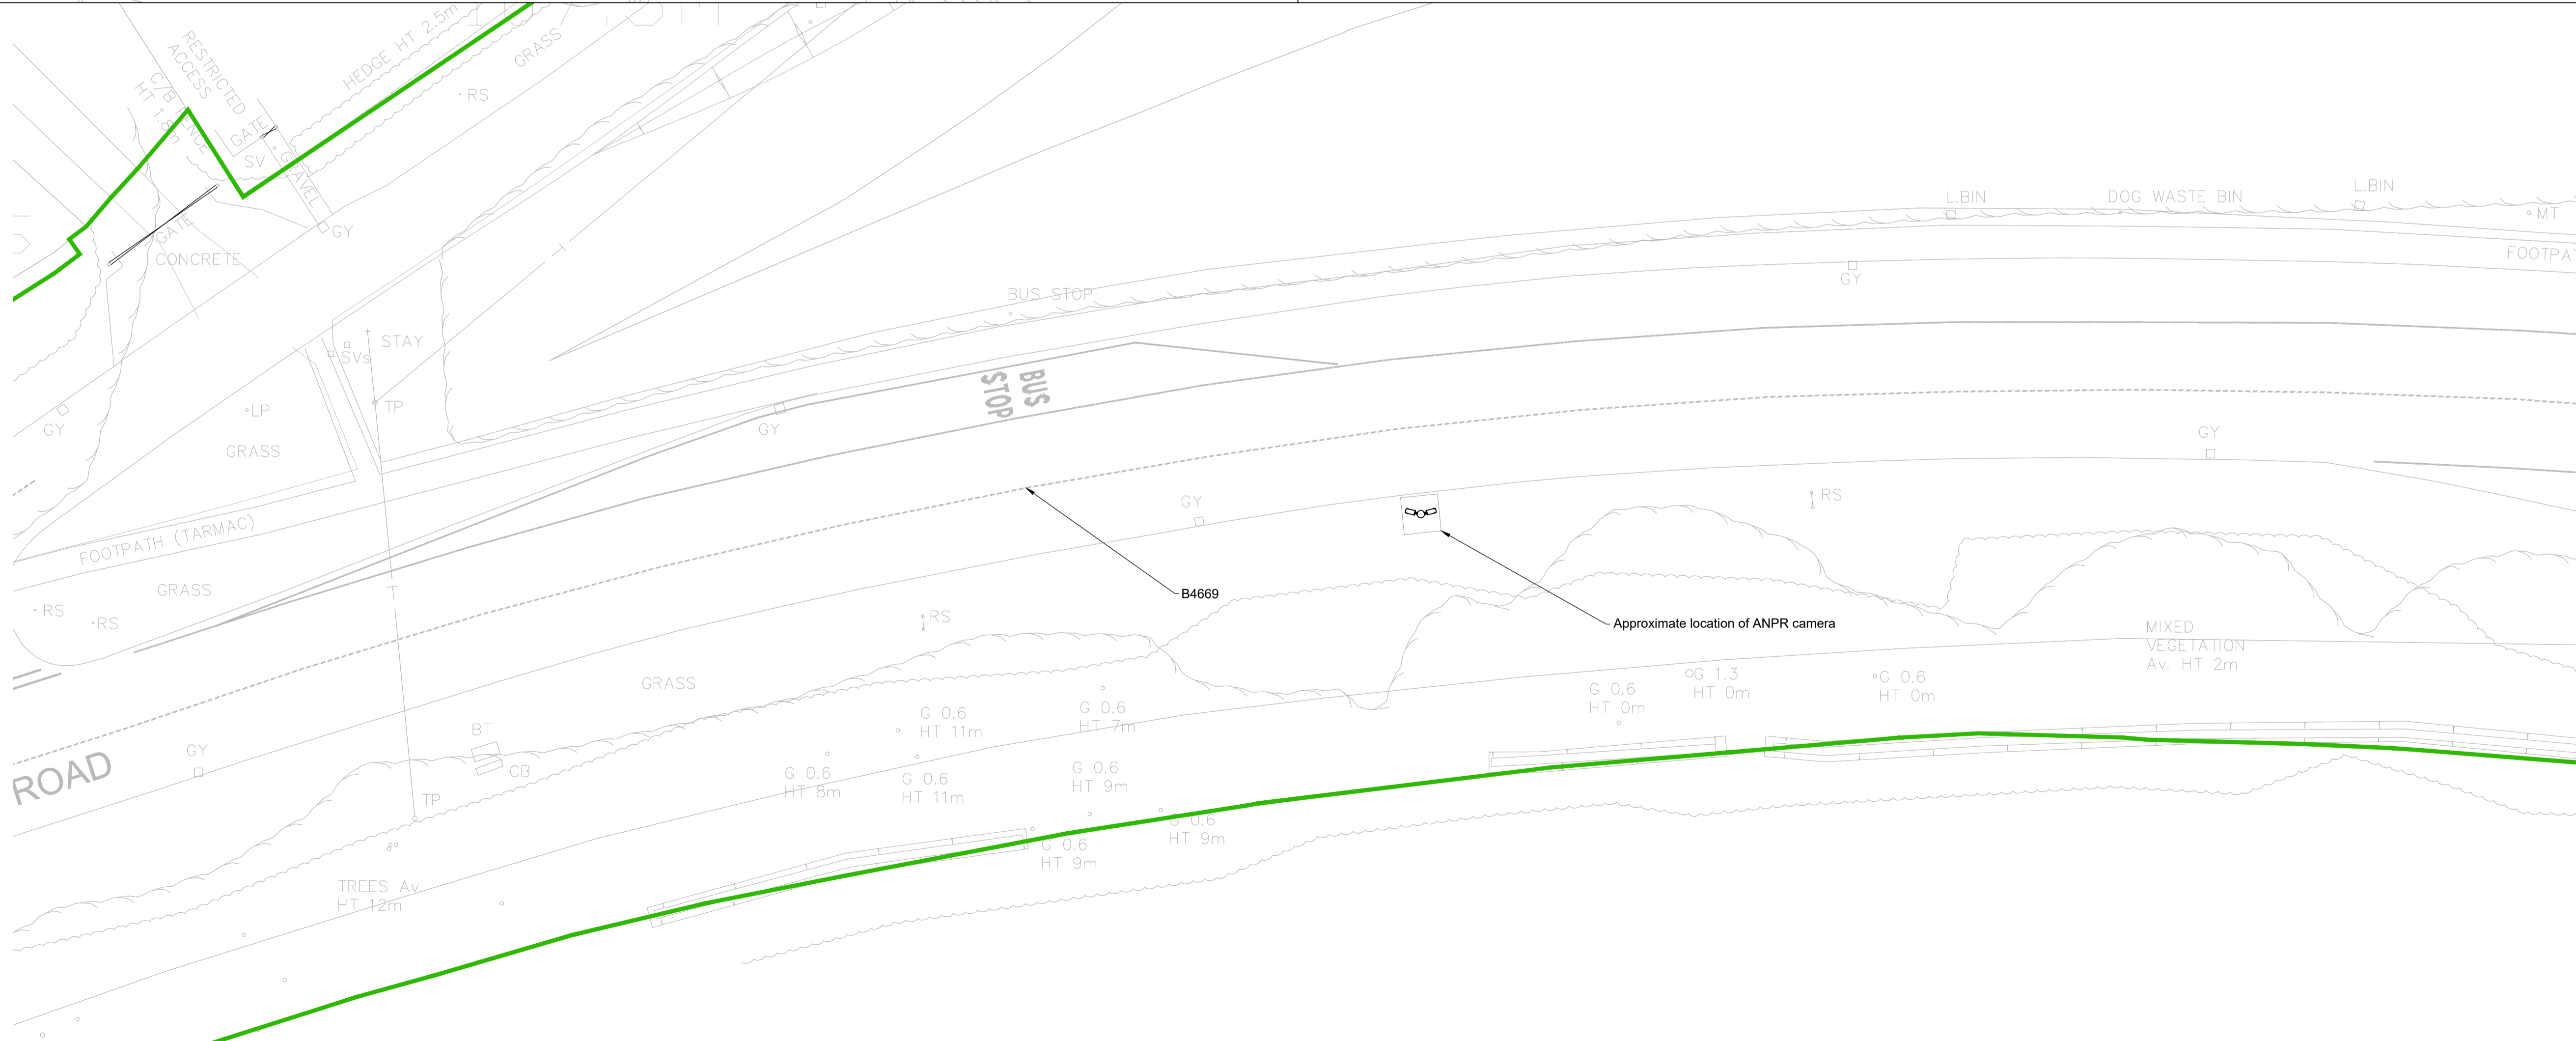 HEDGE HT 2.5m
GRASS
RESTRICTED
ACCESS
C/B FENCE
HT 1.8m
GATE
SV
GRAVEL
RS
GY
GATE
CONCRETE
L.BIN
DOG WASTE BIN
L.BIN
MT
FOOTPAT
GY
BUS STOP
STAY
SVs
BUS
STOP
TP
LP
GY
GY
GRASS
GY
RS
GY
FOOTPATH (TARMAC)
GRASS
T
T
RS
RS
B4669
RS
Approximate location of ANPR camera
MIXED
VEGETATION
Av. HT 2m
GRASS
G 1.3
HT 0m
G 0.6
HT 0m
G 0.6
HT 0m
G 0.6
HT 7m
G 0.6
HT 11m
BT
CB
GY
ROAD
G 0.6
HT 8m
G 0.6
HT 11m
G 0.6
HT 9m
TP
G 0.6
HT 9m
G 0.6
HT 9m
TREES Av.
HT 12m